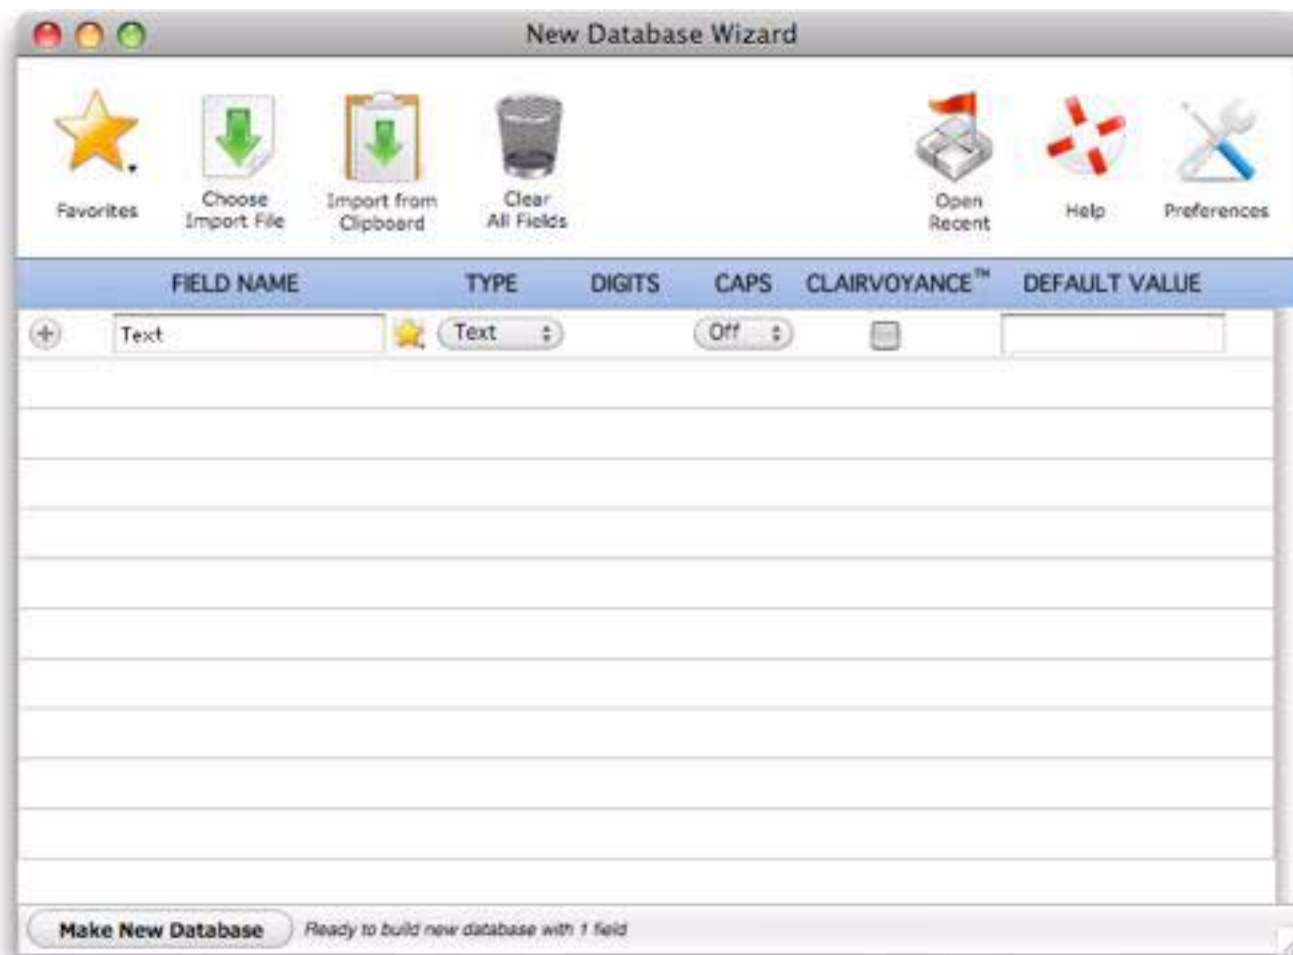 New Database Wizard
Favorites
Choose
Import File
Import from
Clipboard
Clear
All Fields
Open
Recent
Help
Preferences
FIELD NAME TYPE DIGITS CAPS CLAIRVOYANCE™ DEFAULT VALUE
Text Text Off
Make New Database Ready to build new database with 1 field